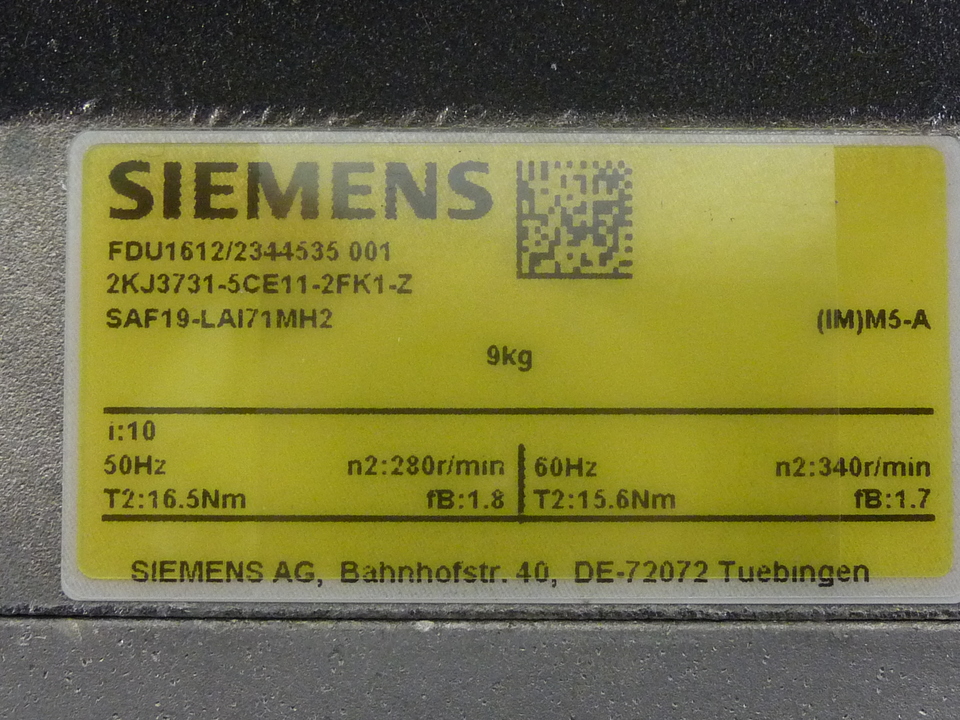 SIEMENS
FDU1612/2344535 001
2KJ3731-5CE11-2FK1-Z
SAF19-LAI71MH2 (IM)M5-A
9kg
i:10
50Hz n2:280r/min 60Hz n2:340r/min
T2:16.5Nm fB:1.8 T2:15.6Nm fB:1.7
SIEMENS AG, Bahnhofstr. 40, DE-72072 Tuebingen